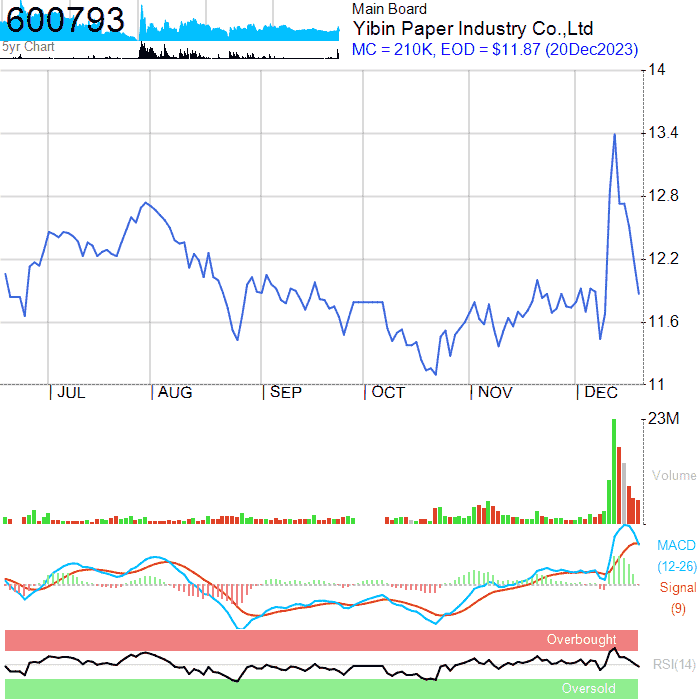 600793
5yr Chart
Main Board
Yibin Paper Industry Co.,Ltd
MC = 210K, EOD = $11.87 (20Dec2023)
14
13.4
12.8
12.2
11.6
11
JUL
AUG
SEP
OCT
NOV
DEC
23M
Volume
MACD
(12-26)
Signal
(9)
Overbought
RSI(14)
Oversold